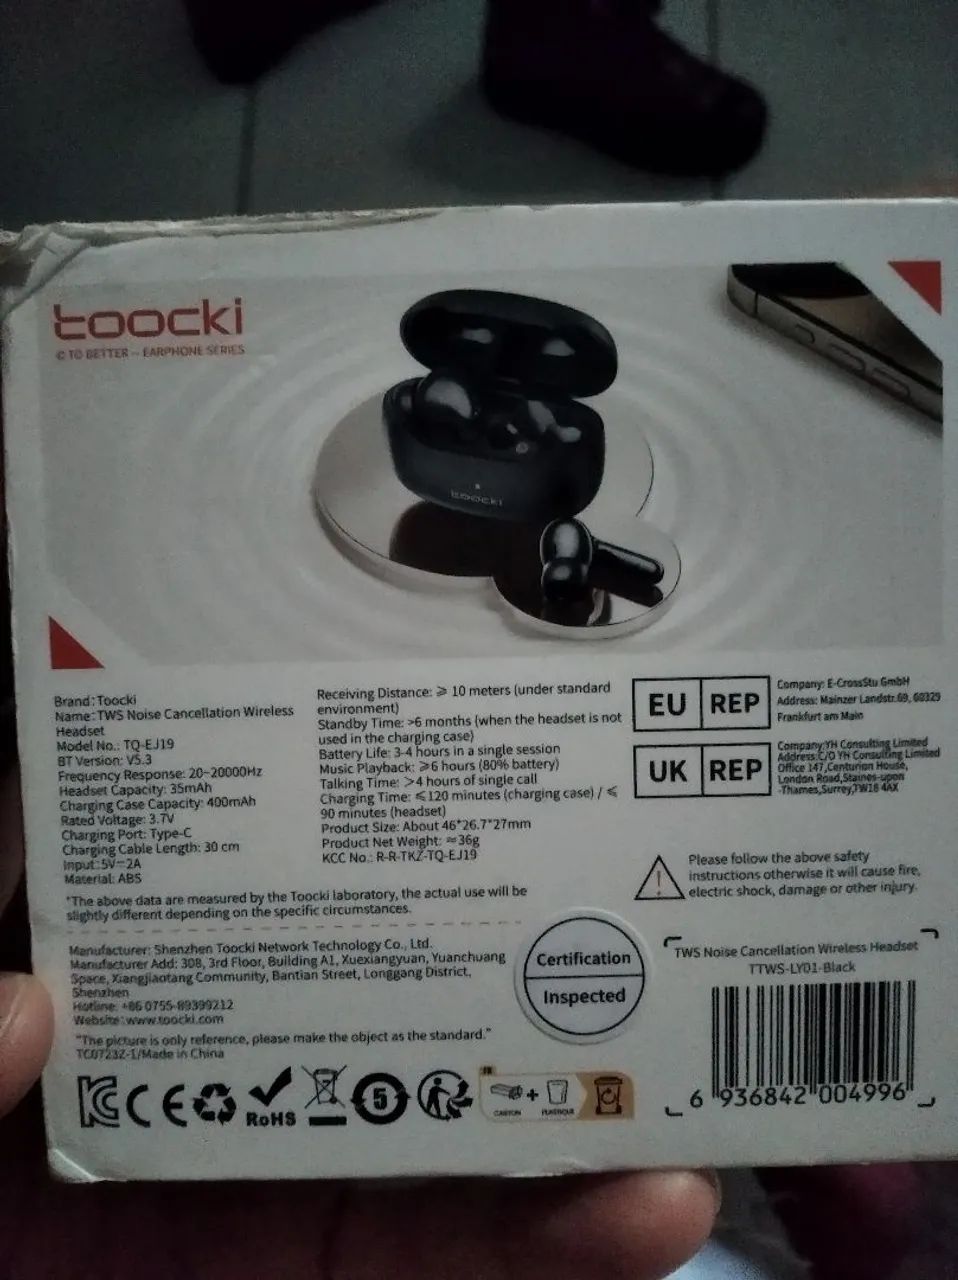 toocki
© TO BETTER — EARPHONE SERIES
toocki
Brand:Toocki
Name:TWS Noise Cancellation Wireless
Headset
Model No.: TQ-EJ19
BT Version: V5.3
Frequency Response: 20~20000Hz
Headset Capacity: 35mAh
Charging Case Capacity: 400mAh
Rated Voltage: 3.7V
Charging Port: Type-C
Charging Cable Length: 30 cm
Input:5V⎓2A
Material: ABS
Receiving Distance: ⩾ 10 meters (under standard
environment)
Standby Time: >6 months (when the headset is not
used in the charging case)
Battery Life: 3-4 hours in a single session
Music Playback: ⩾6 hours (80% battery)
Talking Time: >4 hours of single call
Charging Time: ⩽120 minutes (charging case) / ⩽
90 minutes (headset)
Product Size: About 46*26.7*27mm
Product Net Weight: ≈36g
KCC No.: R-R-TKZ-TQ-EJ19
*The above data are measured by the Toocki laboratory, the actual use will be
slightly different depending on the specific circumstances.
EU REP
Company: E-CrossStu GmbH
Address: Mainzer Landstr.69, 60329
Frankfurt am Main
UK REP
Company:YH Consulting Limited
Address:C/O YH Consulting Limited
Office 147,Centurion House,
London Road,Staines-upon
-Thames,Surrey,TW18 4AX
Please follow the above safety
instructions otherwise it will cause fire,
electric shock, damage or other injury.
Manufacturer: Shenzhen Toocki Network Technology Co., Ltd.
Manufacturer Add: 308, 3rd Floor, Building A1, Xuexiangyuan, Yuanchuang
Space, Xiangjiaotang Community, Bantian Street, Longgang District,
Shenzhen
Hotline: +86 0755-89399212
Website:www.toocki.com
"The picture is only reference, please make the object as the standard."
TC0723Z-1/Made in China
Certification
Inspected
TWS Noise Cancellation Wireless Headset
TTWS-LY01-Black
6 936842 004996
CE
RoHS
5
FR
CARTON + PLASTIQUE